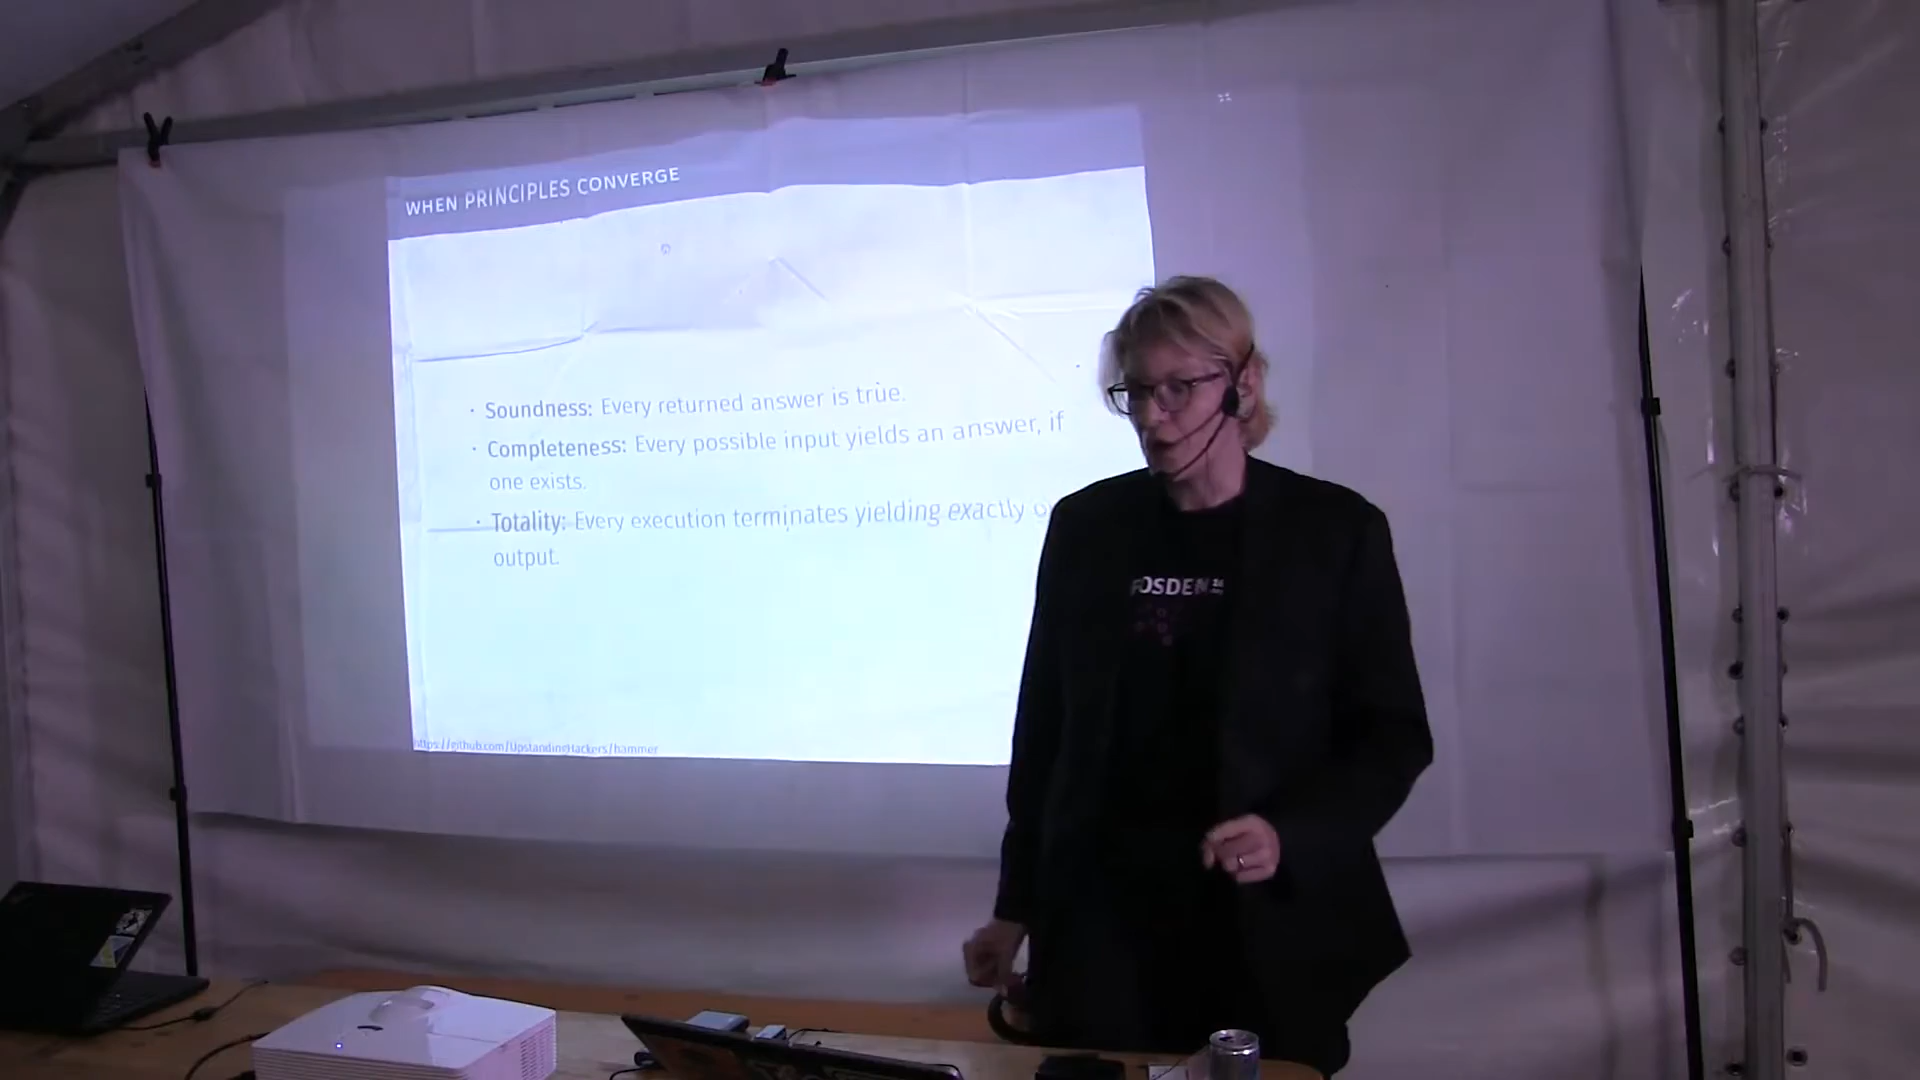 WHEN PRINCIPLES CONVERGE
· Soundness: Every returned answer is true.
· Completeness: Every possible input yields an answer, if
one exists.
· Totality: Every execution terminates yielding exactly
output.
https://github.com/UpstandingHackers/hammer
FOSDEM